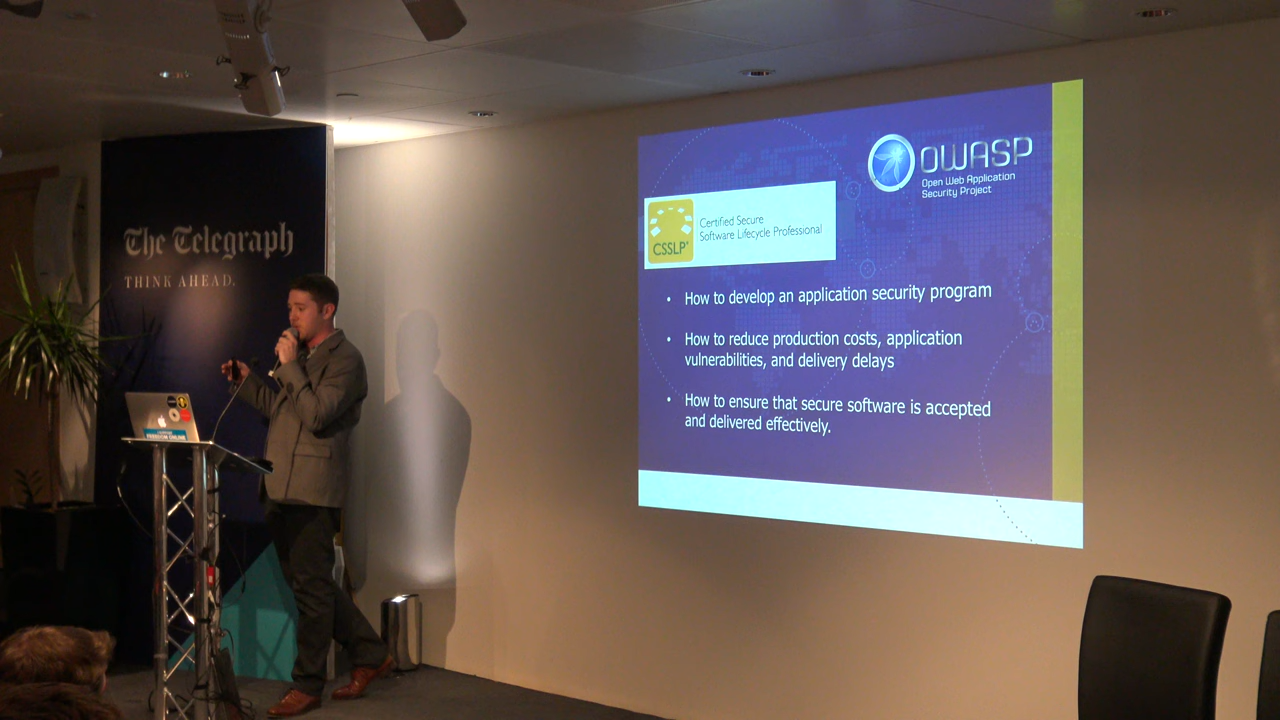 The Telegraph
THINK AHEAD.
FREEDOM ONLINE
OWASP
Open Web Application
Security Project
CSSLP®
Certified Secure
Software Lifecycle Professional
• How to develop an application security program
• How to reduce production costs, application
vulnerabilities, and delivery delays
• How to ensure that secure software is accepted
and delivered effectively.